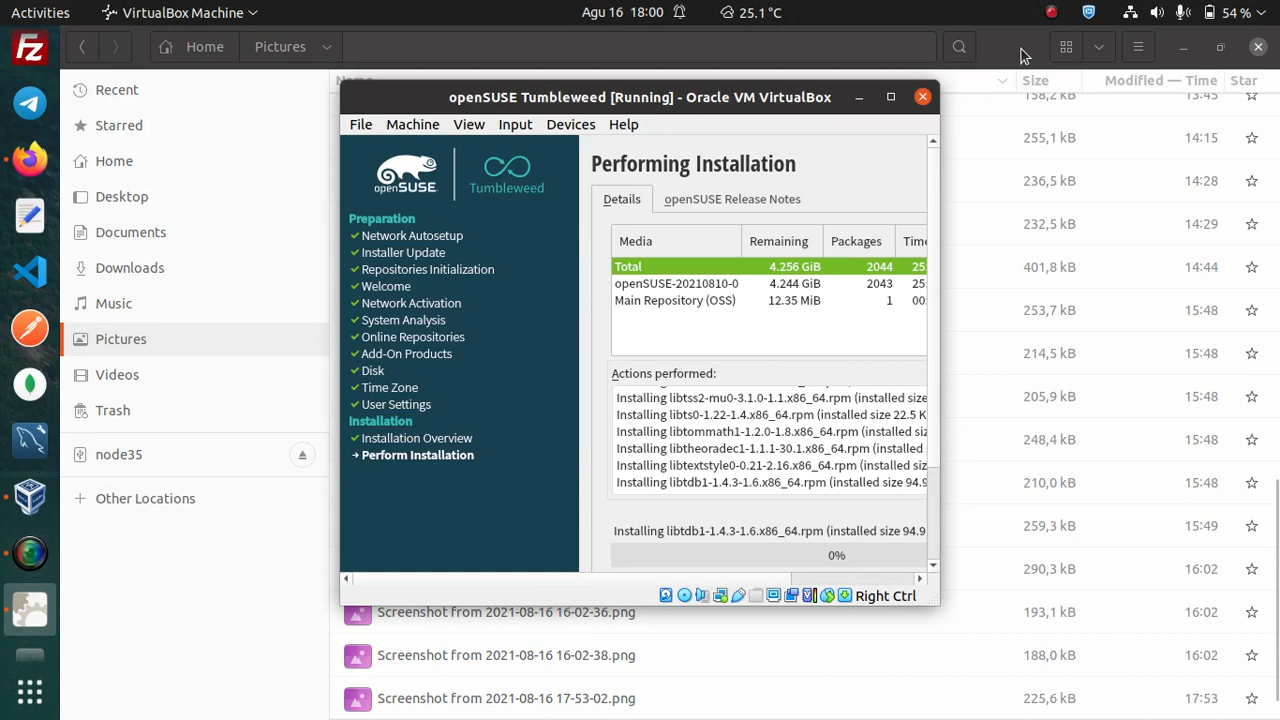 Activities
VirtualBox Machine
Agu 16 18:00
25.1°C
54 %
Home
Pictures
Name
Size
Modified — Time
Star
Recent
Starred
Home
Desktop
Documents
Downloads
Music
Pictures
Videos
Trash
node35
Other Locations
158,2 kB 13:45
255,1 kB 14:15
236,5 kB 14:28
232,5 kB 14:29
401,8 kB 14:44
253,7 kB 15:48
214,5 kB 15:48
205,9 kB 15:48
248,4 kB 15:48
210,0 kB 15:48
259,3 kB 15:49
290,3 kB 16:02
Screenshot from 2021-08-16 16-02-36.png 193,1 kB 16:02
Screenshot from 2021-08-16 16-02-38.png 188,0 kB 16:02
Screenshot from 2021-08-16 17-53-02.png 225,6 kB 17:53
openSUSE Tumbleweed [Running] - Oracle VM VirtualBox
File Machine View Input Devices Help
openSUSE. Tumbleweed
Preparation
Network Autosetup
Installer Update
Repositories Initialization
Welcome
Network Activation
System Analysis
Online Repositories
Add-On Products
Disk
Time Zone
User Settings
Installation
Installation Overview
Perform Installation
Performing Installation
Details openSUSE Release Notes
Media Remaining Packages Time
Total 4.256 GiB 2044 25:
openSUSE-20210810-0 4.244 GiB 2043 25:
Main Repository (OSS) 12.35 MiB 1 00:
Actions performed:
Installing libtss2-mu0-3.1.0-1.1.x86_64.rpm (installed size
Installing libts0-1.22-1.4.x86_64.rpm (installed size 22.5 K
Installing libtommath1-1.2.0-1.8.x86_64.rpm (installed size
Installing libtheoradec1-1.1.1-30.1.x86_64.rpm (installed
Installing libtextstyle0-0.21-2.16.x86_64.rpm (installed size
Installing libtdb1-1.4.3-1.6.x86_64.rpm (installed size 94.9
Installing libtdb1-1.4.3-1.6.x86_64.rpm (installed size 94.9
0%
Right Ctrl